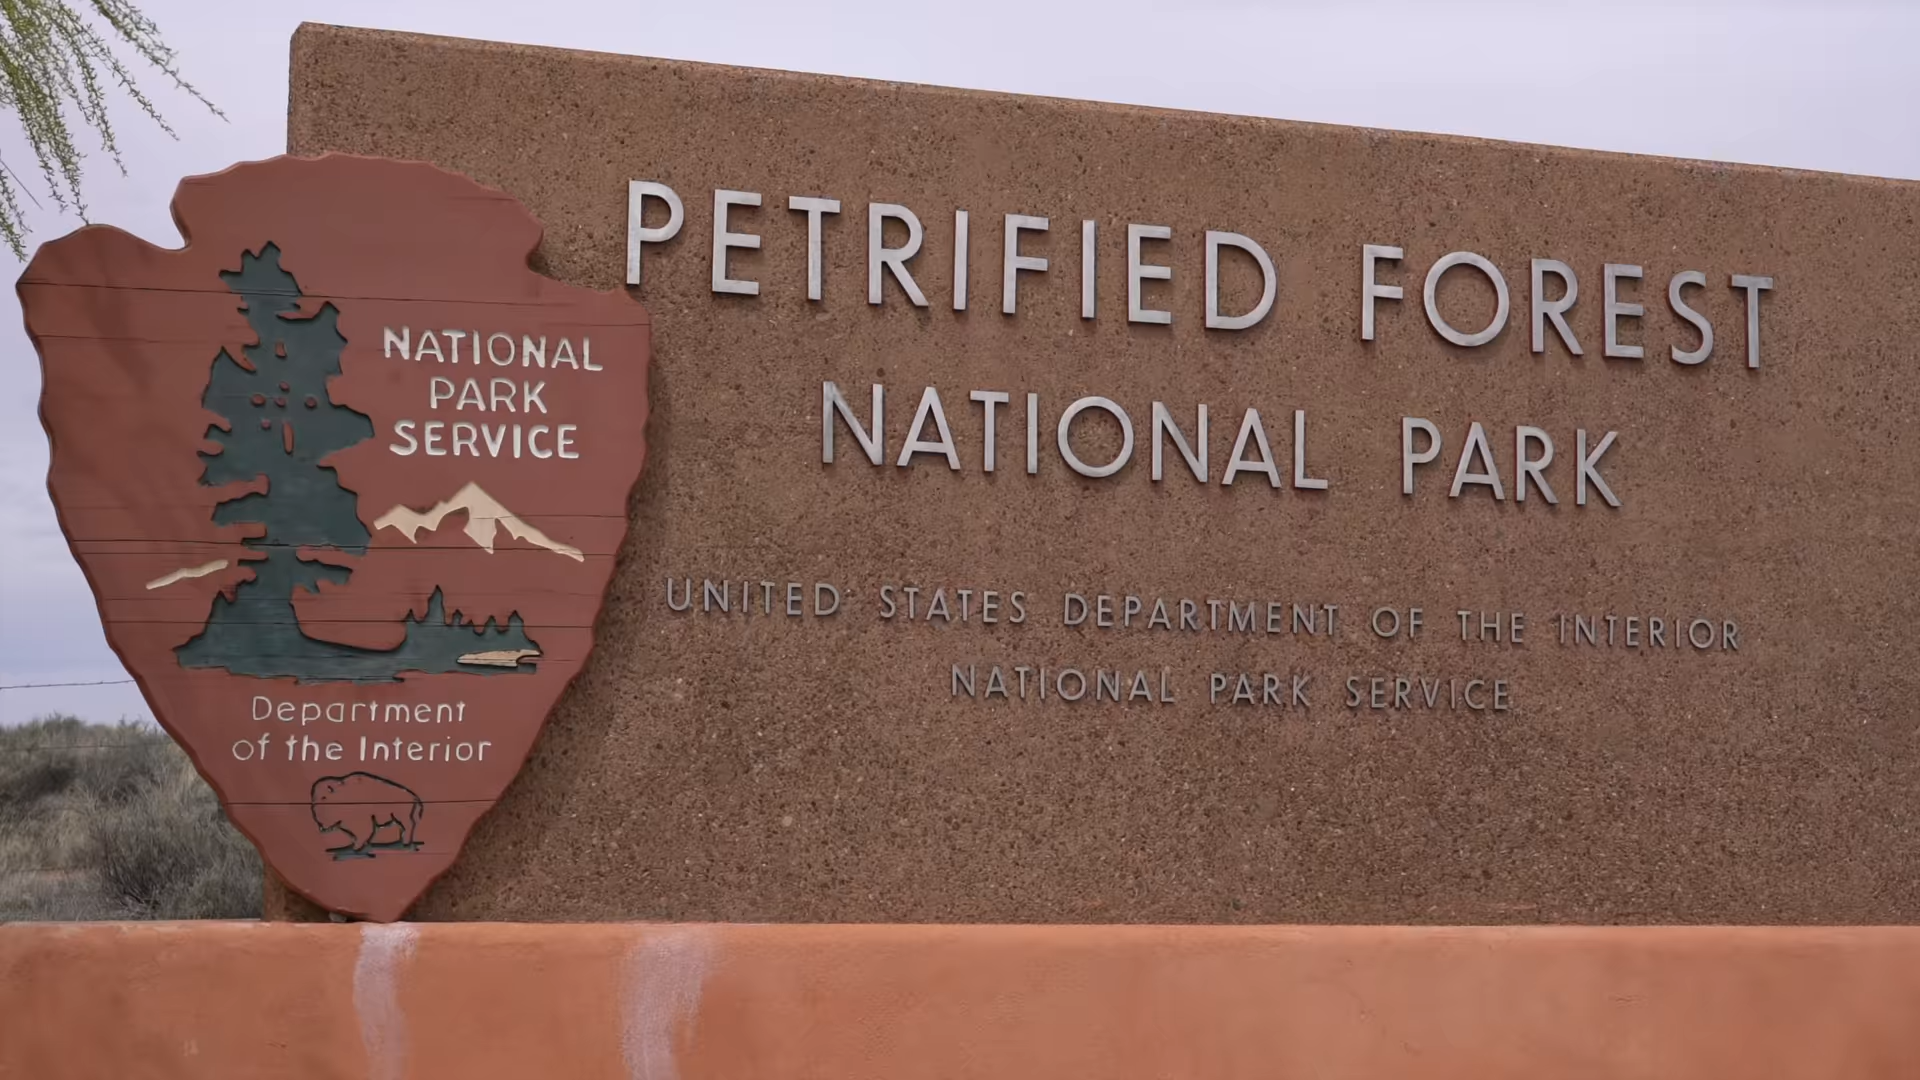 NATIONAL
PARK
SERVICE
Department
of the Interior
PETRIFIED FOREST
NATIONAL PARK
UNITED STATES DEPARTMENT OF THE INTERIOR
NATIONAL PARK SERVICE